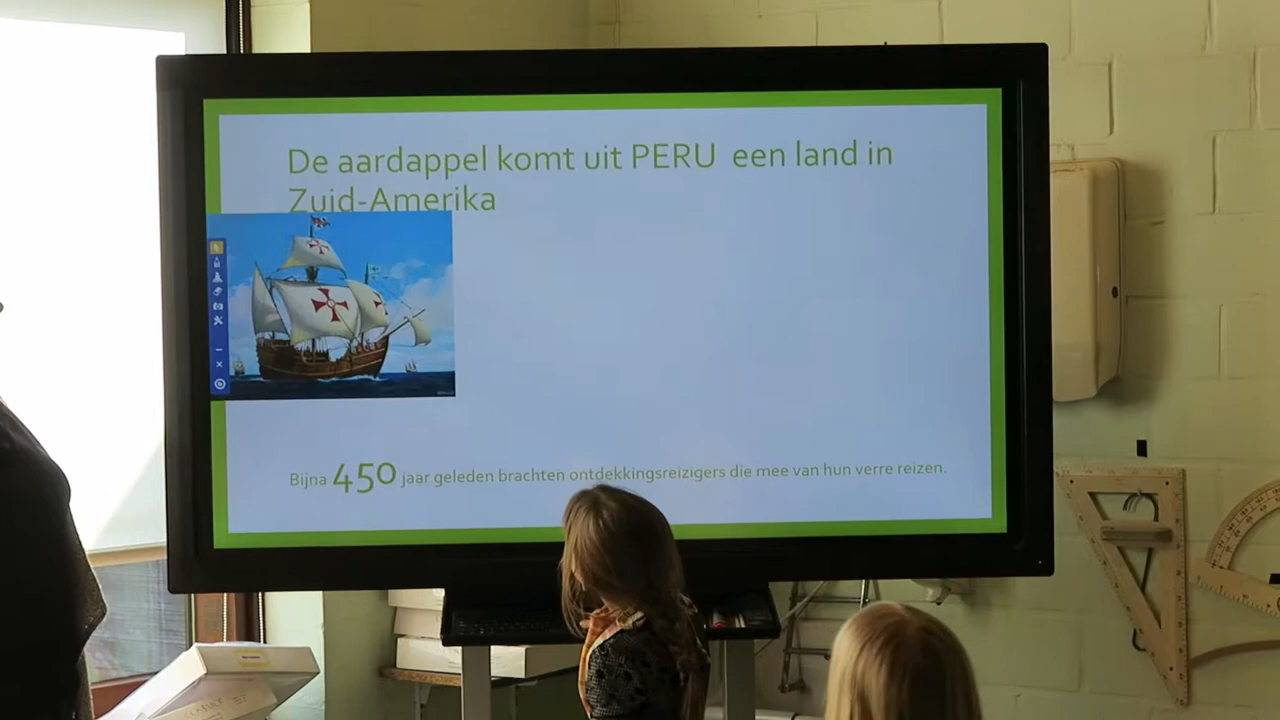 De aardappel komt uit PERU een land in
Zuid-Amerika
Bijna 450 jaar geleden brachten ontdekkingsreizigers die mee van hun verre reizen.